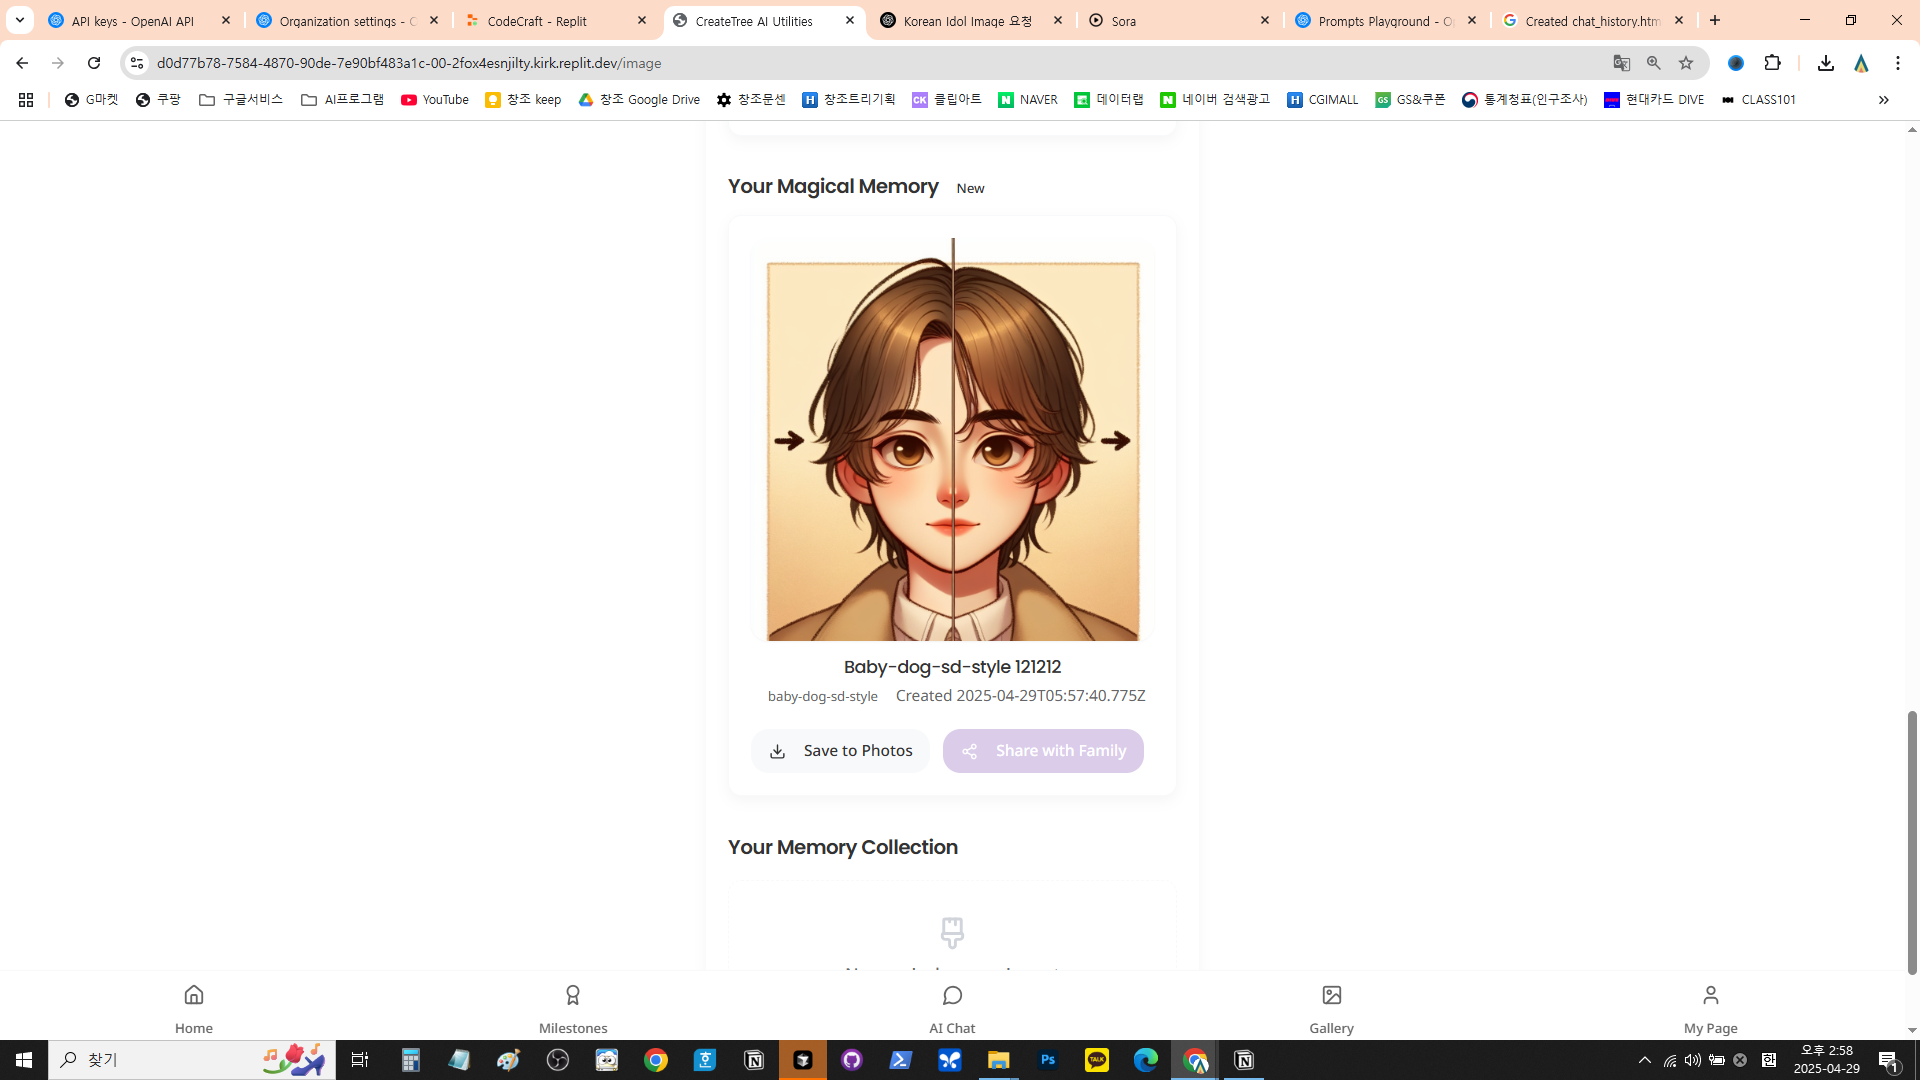 API keys - OpenAI API
Organization settings - O
CodeCraft - Replit
CreateTree AI Utilities
Korean Idol Image 요청
Sora
Prompts Playground - O
Created chat_history.htm
d0d77b78-7584-4870-90de-7e90bf483a1c-00-2fox4esnjilty.kirk.replit.dev/image
G마켓
쿠팡
구글서비스
AI프로그램
YouTube
창조 keep
창조 Google Drive
창조문센
창조트리기획
클립아트
NAVER
데이터랩
네이버 검색광고
CGIMALL
GS&쿠폰
통계청표(인구조사)
현대카드 DIVE
CLASS101
Your Magical Memory New
Baby-dog-sd-style 121212
baby-dog-sd-style Created 2025-04-29T05:57:40.775Z
Save to Photos
Share with Family
Your Memory Collection
Home
Milestones
AI Chat
Gallery
My Page
찾기
오후 2:58
2025-04-29